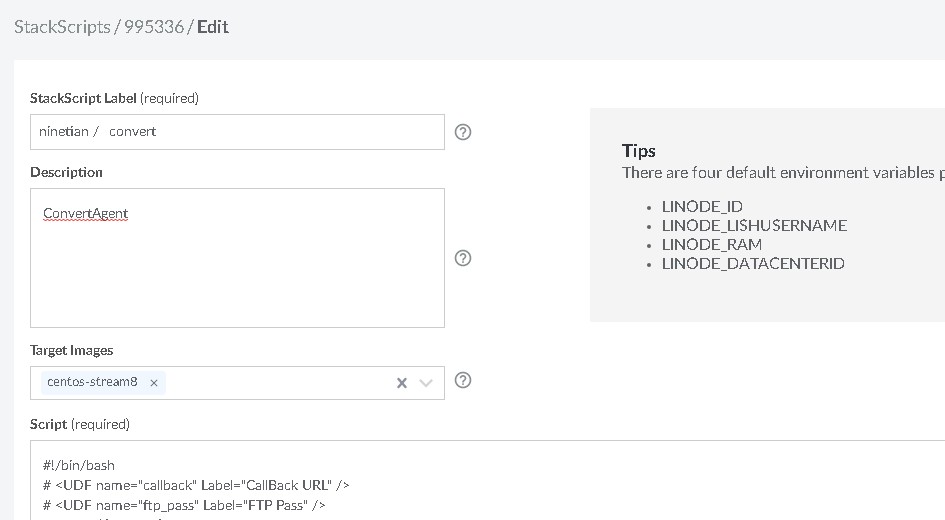 StackScripts / 995336 / Edit
StackScript Label (required)
ninetian / convert
Description
ConvertAgent
Target Images
centos-stream8 ×
Script (required)
#!/bin/bash
# <UDF name="callback" Label="CallBack URL" />
# <UDF name="ftp_pass" Label="FTP Pass" />
Tips
There are four default environment variables p
• LINODE_ID
• LINODE_LISHUSERNAME
• LINODE_RAM
• LINODE_DATACENTERID